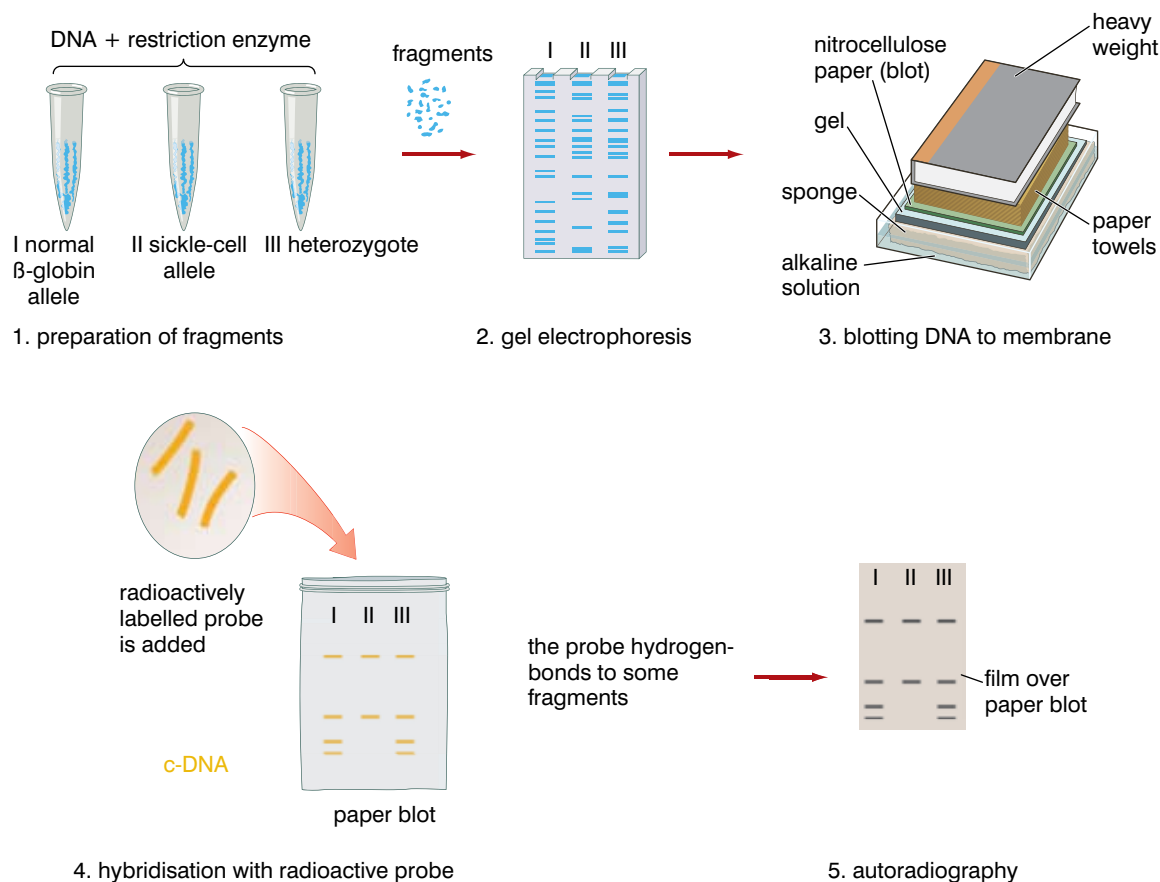 DNA + restriction enzyme
I normal
ß-globin
allele
II sickle-cell
allele
III heterozygote
1. preparation of fragments
fragments
I II III
2. gel electrophoresis
nitrocellulose
paper (blot)
heavy
weight
gel
sponge
alkaline
solution
paper
towels
3. blotting DNA to membrane
radioactively
labelled probe
is added
I II III
c-DNA
paper blot
4. hybridisation with radioactive probe
the probe hydrogen-
bonds to some
fragments
I II III
film over
paper blot
5. autoradiography